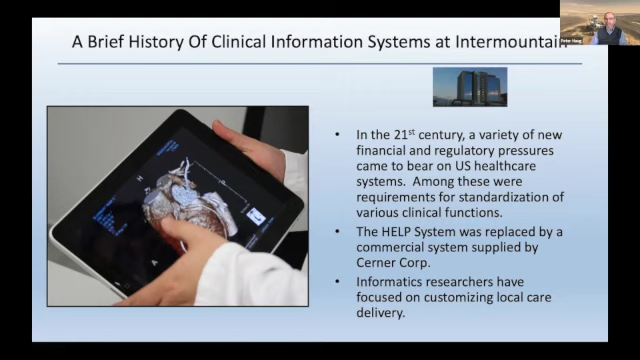 A Brief History Of Clinical Information Systems at Intermountain
Peter Haug
• In the 21st century, a variety of new
financial and regulatory pressures
came to bear on US healthcare
systems. Among these were
requirements for standardization of
various clinical functions.
• The HELP System was replaced by a
commercial system supplied by
Cerner Corp.
• Informatics researchers have
focused on customizing local care
delivery.
H
A